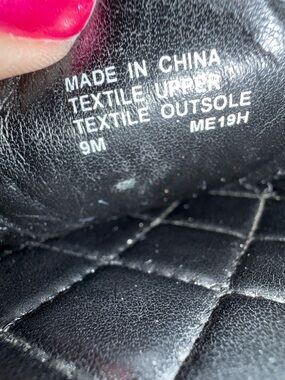 MADE IN CHINA
TEXTILE UPPER
TEXTILE OUTSOLE
9M ME19H